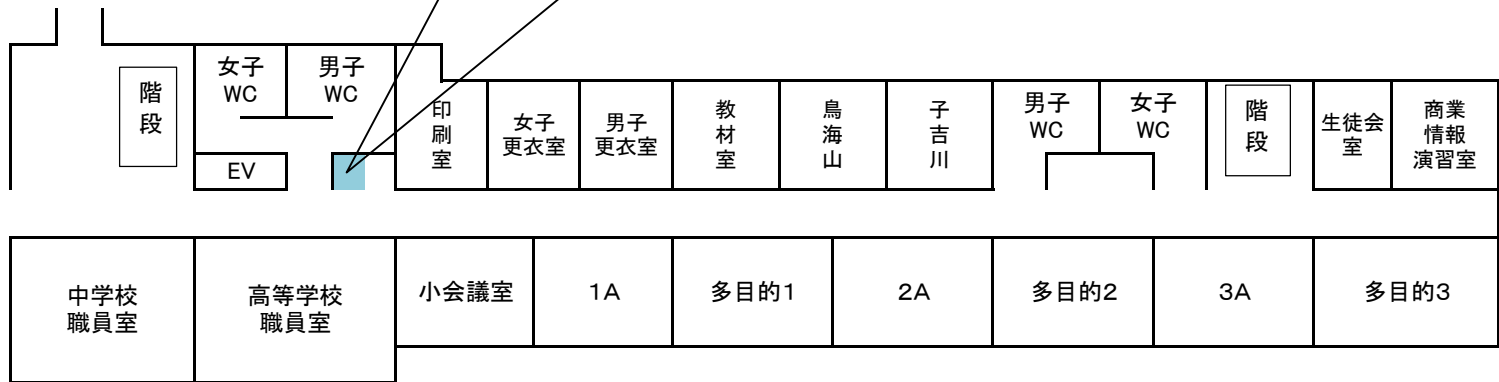 階段
女子
WC
男子
WC
EV
印刷室
女子
更衣室
男子
更衣室
教材室
鳥海山
子吉川
男子
WC
女子
WC
階段
生徒会
室
商業
情報
演習室
中学校
職員室
高等学校
職員室
小会議室
1A
多目的1
2A
多目的2
3A
多目的3